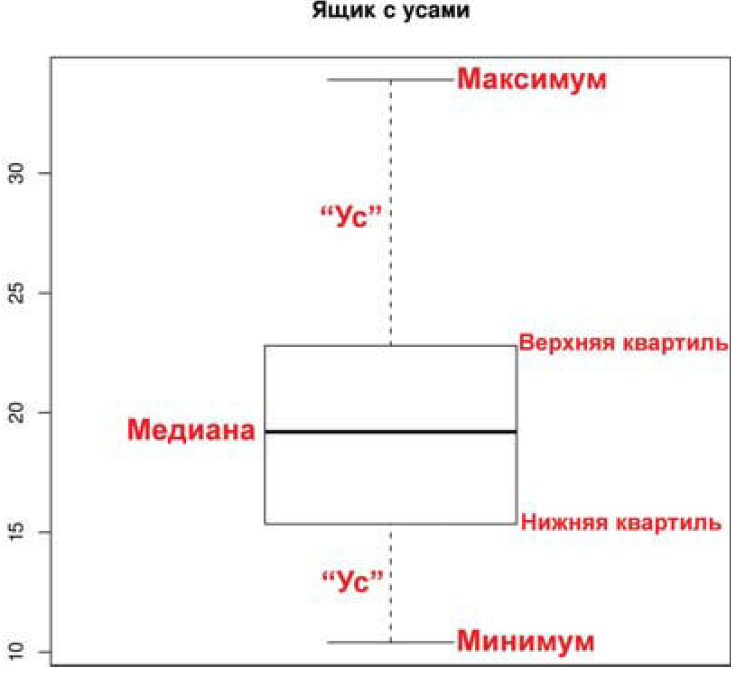 Ящик с усами
Максимум
30
“Ус”
25
Верхняя квартиль
20
Медиана
Нижняя квартиль
15
“Ус”
Минимум
10